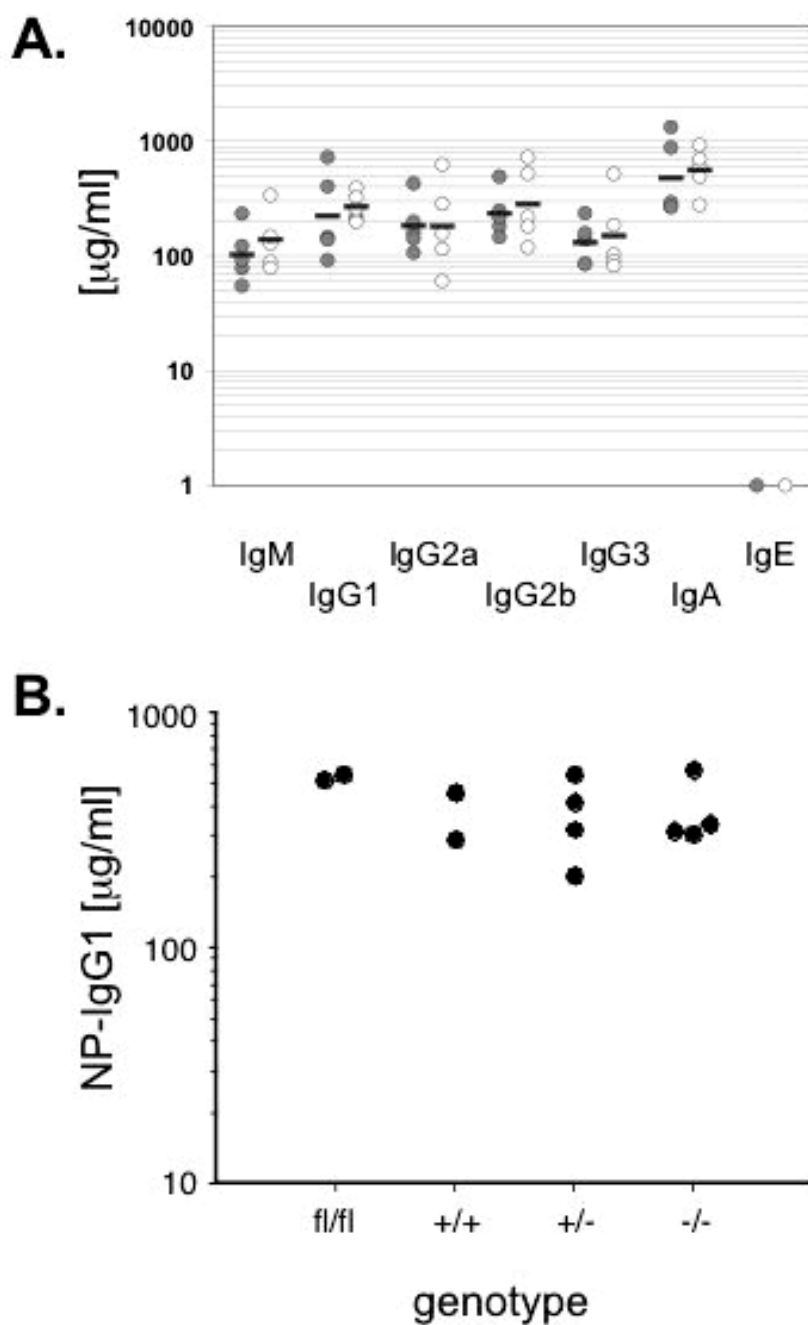 A.
10000
1000
100
10
1
[µg/ml]
IgM IgG2a IgG3 IgE
IgG1 IgG2b IgA
B.
1000
100
10
NP-IgG1 [µg/ml]
fl/fl +/+ +/- -/-
genotype